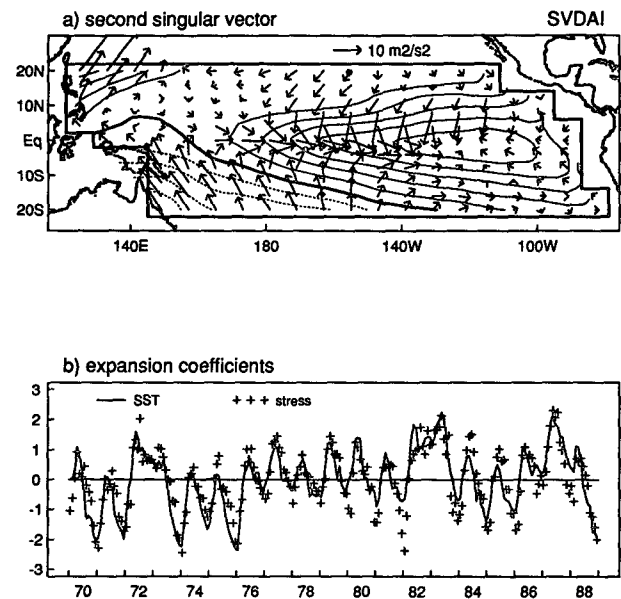 a) second singular vector SVDAI
10 m2/s2
20N
10N
Eq
10S
20S
140E 180 140W 100W
b) expansion coefficients
SST + + + stress
3
2
1
0
-1
-2
-3
70 72 74 76 78 80 82 84 86 88